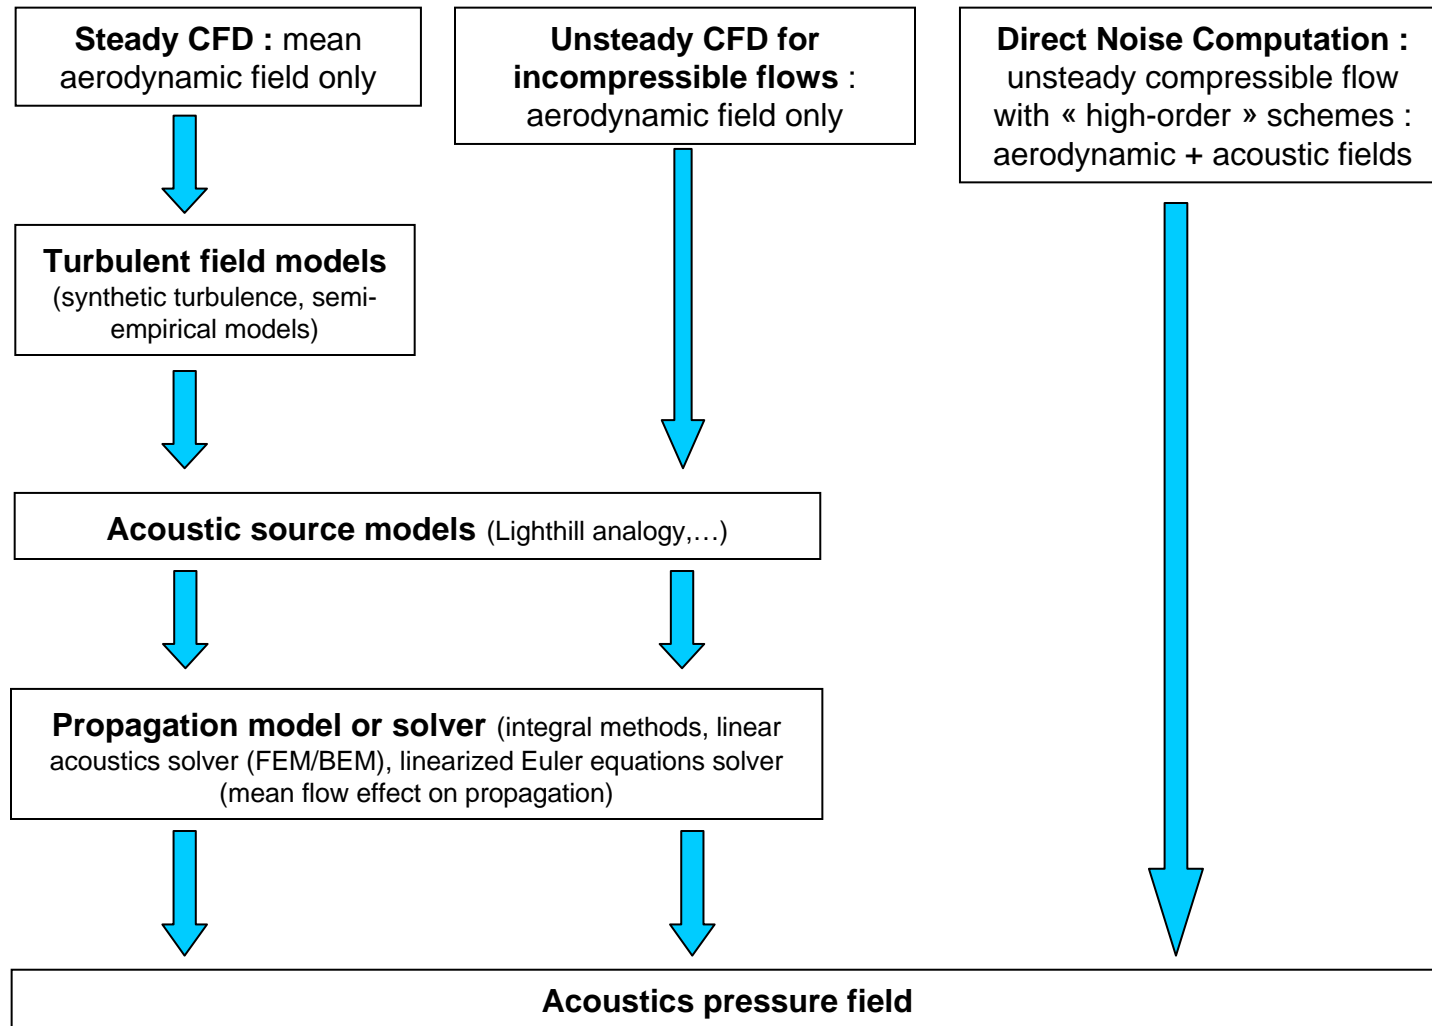 Steady CFD : mean
aerodynamic field only
Unsteady CFD for
incompressible flows :
aerodynamic field only
Direct Noise Computation :
unsteady compressible flow
with « high-order » schemes :
aerodynamic + acoustic fields
Turbulent field models
(synthetic turbulence, semi-
empirical models)
Acoustic source models (Lighthill analogy,…)
Propagation model or solver (integral methods, linear
acoustics solver (FEM/BEM), linearized Euler equations solver
(mean flow effect on propagation)
Acoustics pressure field